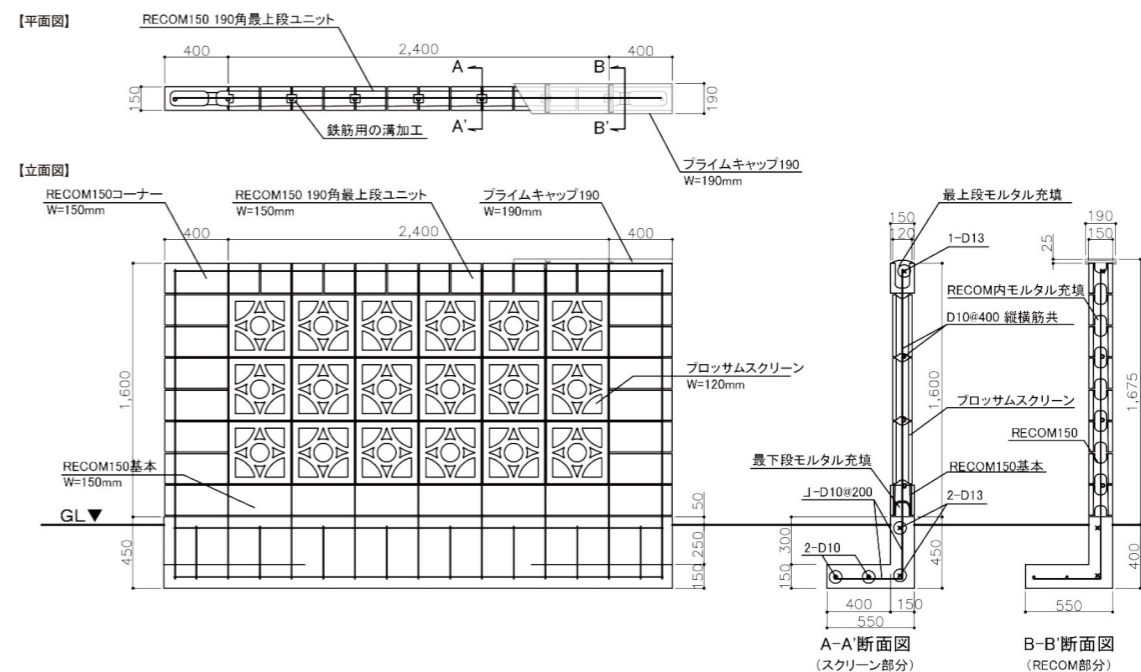 【平面図】
RECOM150 190角最上段ユニット
400
2,400
400
A
B
150
190
A'
B'
鉄筋用の溝加工
プライムキャップ190
W=190mm
【立面図】
RECOM150コーナー
W=150mm
RECOM150 190角最上段ユニット
W=150mm
プライムキャップ190
W=190mm
400
2,400
400
1,600
ブロッサムスクリーン
W=120mm
RECOM150基本
W=150mm
GL▼
450
50
250
150
150
120
最上段モルタル充填
1-D13
RECOM内モルタル充填
D10@400 縦横筋共
1,600
ブロッサムスクリーン
RECOM150
最下段モルタル充填
RECOM150基本
J-D10@200
2-D13
2-D10
300
150
450
400
150
550
A-A'断面図
(スクリーン部分)
190
150
25
1,675
400
550
B-B'断面図
(RECOM部分)